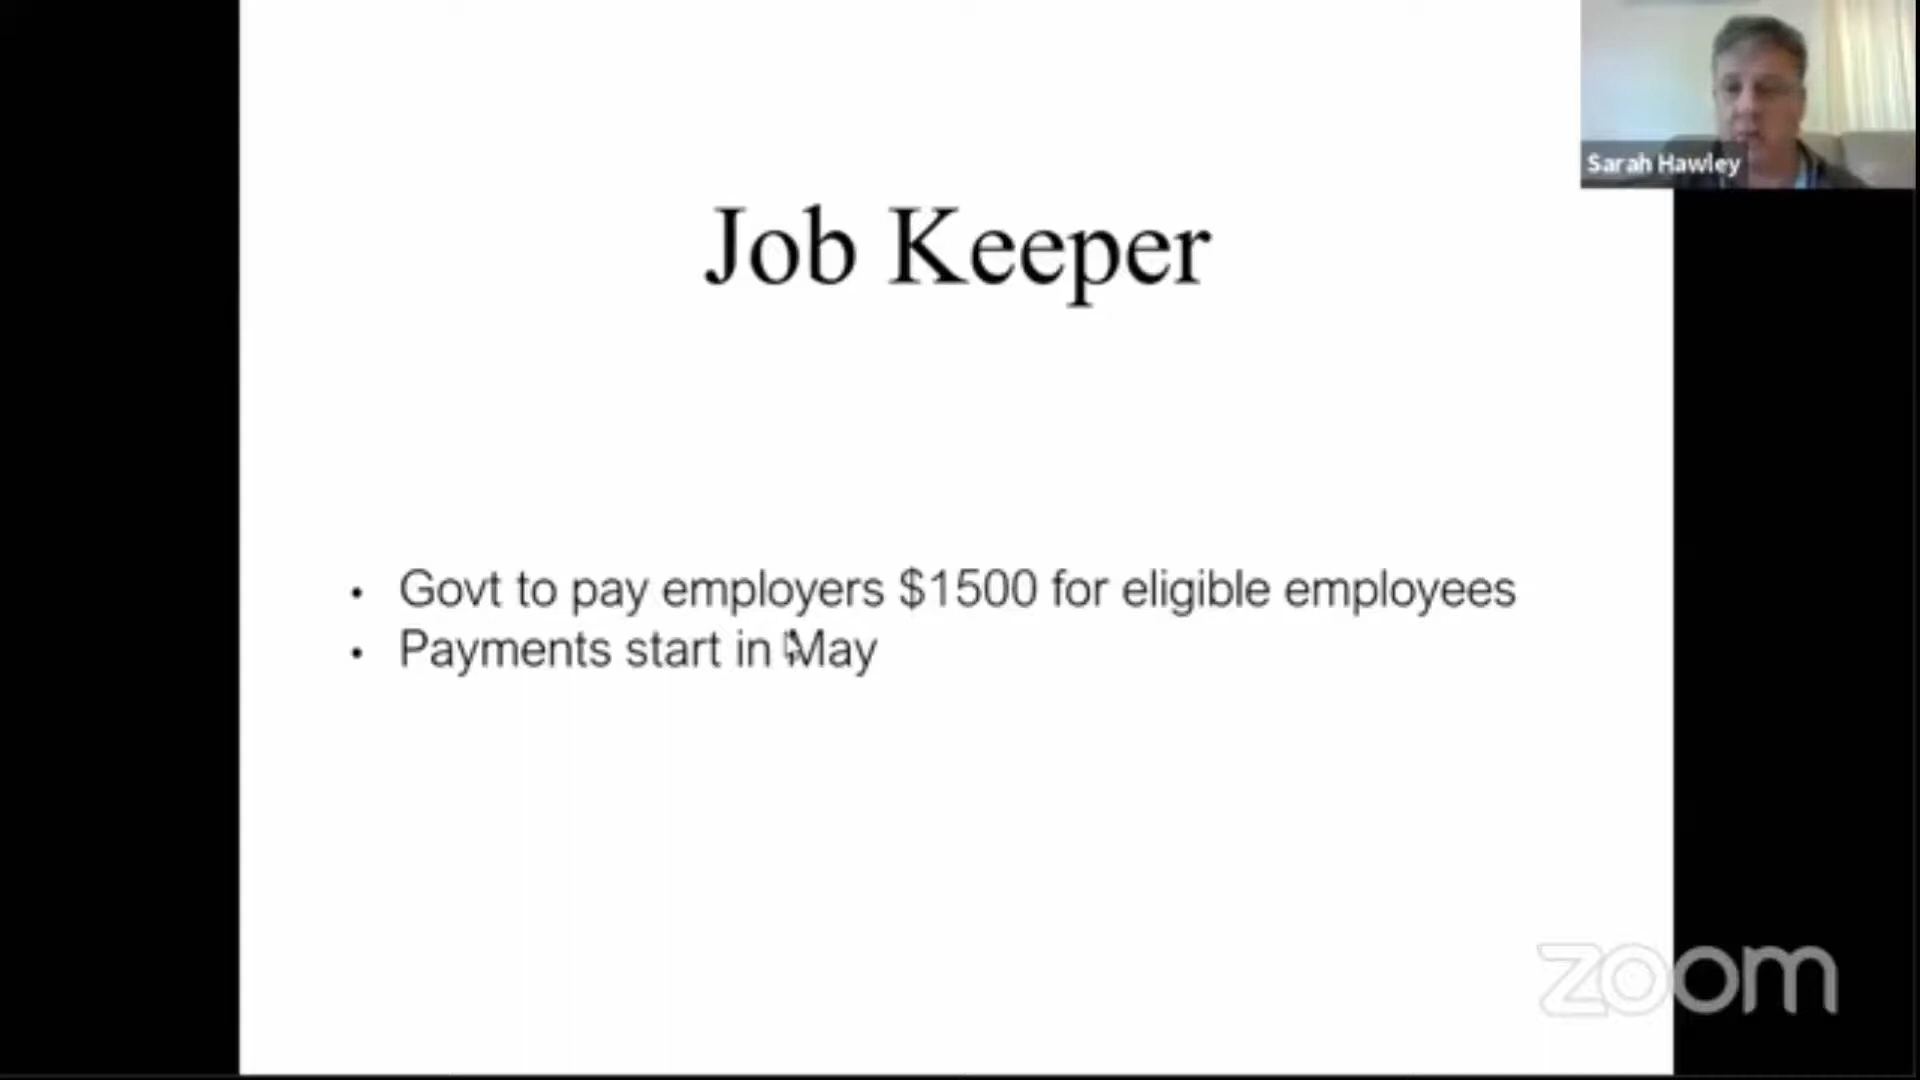 Sarah Hawley
Job Keeper
• Govt to pay employers $1500 for eligible employees
• Payments start in May
zoom